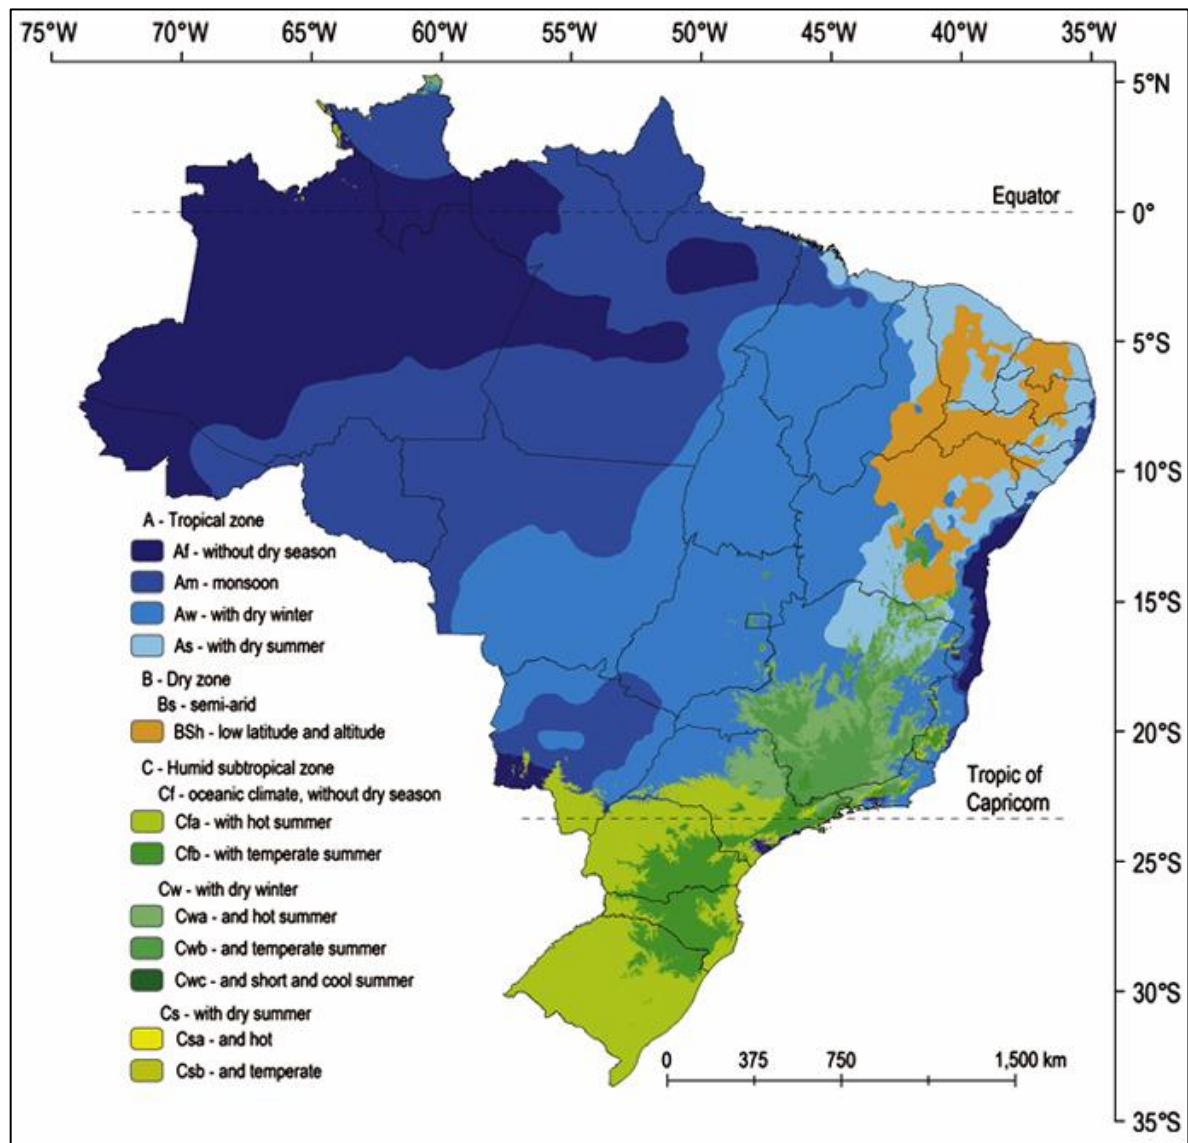 75°W 70°W 65°W 60°W 55°W 50°W 45°W 40°W 35°W
5°N
Equator
0°
5°S
10°S
A - Tropical zone
Af - without dry season
Am - monsoon
Aw - with dry winter
15°S
As - with dry summer
B - Dry zone
Bs - semi-arid
BSh - low latitude and altitude
20°S
C - Humid subtropical zone
Cf - oceanic climate, without dry season
Tropic of
Capricorn
Cfa - with hot summer
Cfb - with temperate summer
25°S
Cw - with dry winter
Cwa - and hot summer
Cwb - and temperate summer
Cwc - and short and cool summer
30°S
Cs - with dry summer
Csa - and hot
Csb - and temperate
0 375 750 1,500 km
35°S